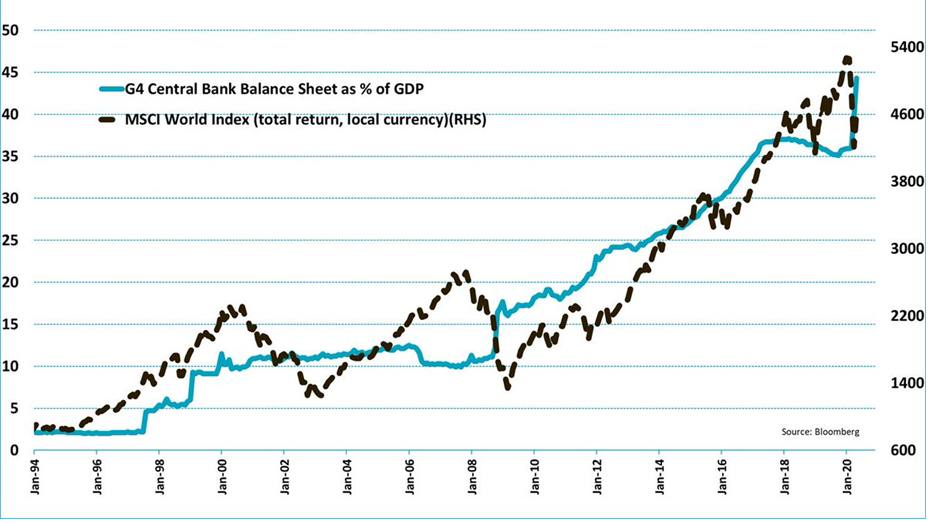 50
45
40
35
30
25
20
15
10
5
0
G4 Central Bank Balance Sheet as % of GDP
MSCI World Index (total return, local currency)(RHS)
5400
4600
3800
3000
2200
1400
600
Source: Bloomberg
Jan-94
Jan-96
Jan-98
Jan-00
Jan-02
Jan-04
Jan-06
Jan-08
Jan-10
Jan-12
Jan-14
Jan-16
Jan-18
Jan-20